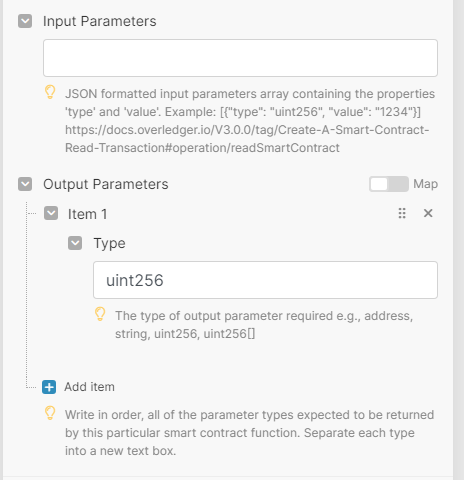 Input Parameters
JSON formatted input parameters array containing the properties
'type' and 'value'. Example: [{"type": "uint256", "value": "1234"}]
https://docs.overledger.io/V3.0.0/tag/Create-A-Smart-Contract-
Read-Transaction#operation/readSmartContract
Output Parameters
Map
Item 1
Type
uint256
The type of output parameter required e.g., address,
string, uint256, uint256[]
Add item
Write in order, all of the parameter types expected to be returned
by this particular smart contract function. Separate each type
into a new text box.